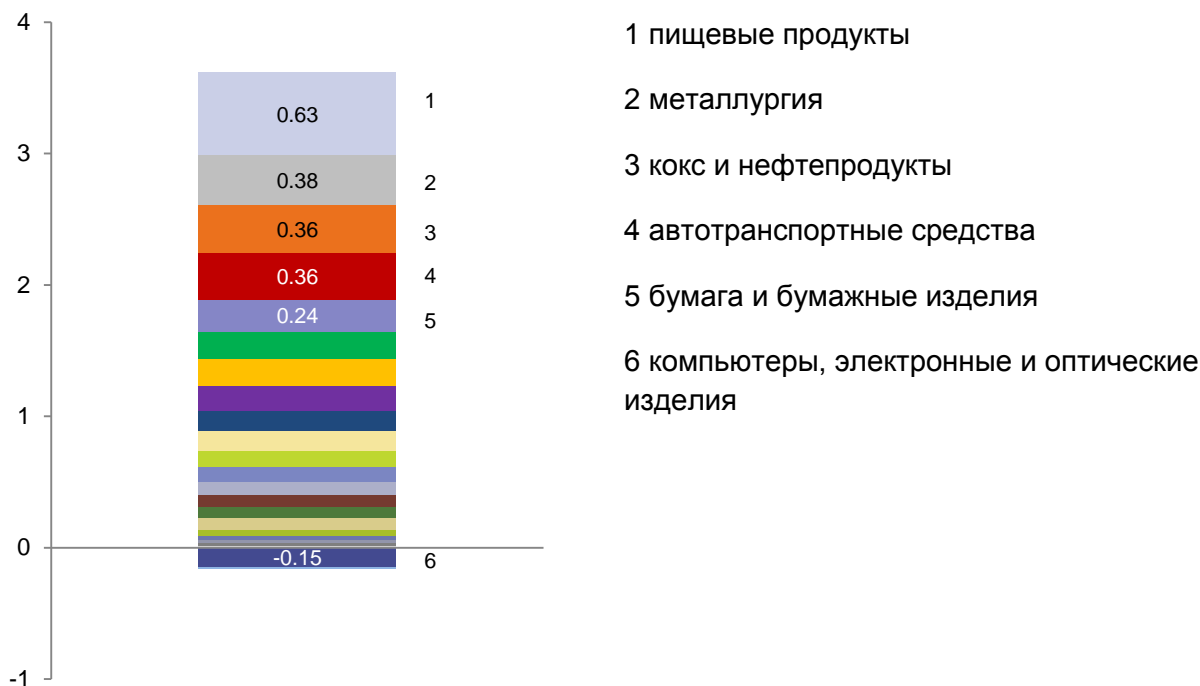 4
1 пищевые продукты
0.63
1
2 металлургия
3
0.38
2
3 кокс и нефтепродукты
0.36
3
4 автотранспортные средства
0.36
4
2
5 бумага и бумажные изделия
0.24
5
6 компьютеры, электронные и оптические
изделия
1
0
-0.15
6
-1